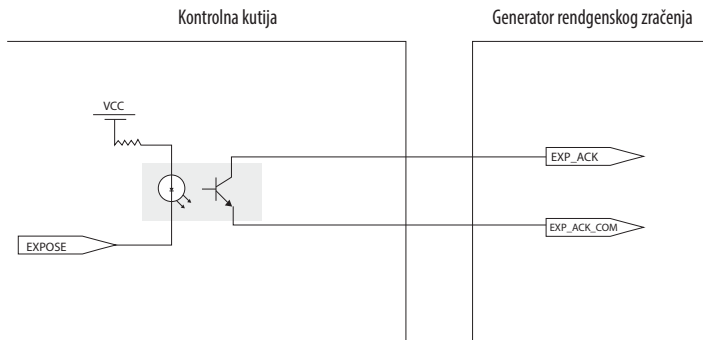 Kontrolna kutija
Generator rendgenskog zračenja
VCC
EXP_ACK
EXP_ACK_COM
EXPOSE